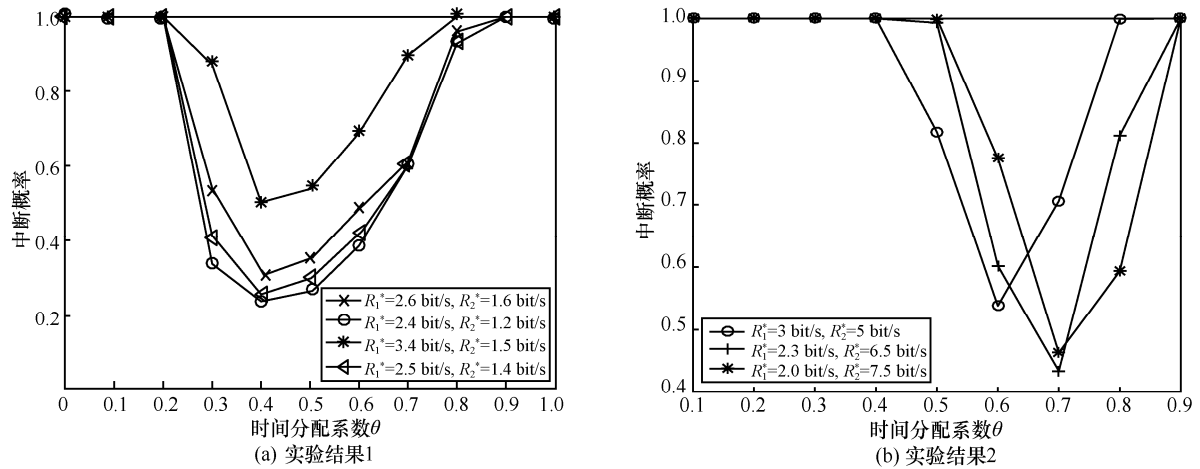 1.0
0.8
0.6
0.4
0.2
中断概率
R₁*=2.6 bit/s, R₂*=1.6 bit/s
R₁*=2.4 bit/s, R₂*=1.2 bit/s
R₁*=3.4 bit/s, R₂*=1.5 bit/s
R₁*=2.5 bit/s, R₂*=1.4 bit/s
0 0.1 0.2 0.3 0.4 0.5 0.6 0.7 0.8 0.9 1.0
时间分配系数θ
(a) 实验结果1
1.0
0.9
0.8
0.7
0.6
0.5
0.4
中断概率
R₁*=3 bit/s, R₂*=5 bit/s
R₁*=2.3 bit/s, R₂*=6.5 bit/s
R₁*=2.0 bit/s, R₂*=7.5 bit/s
0.1 0.2 0.3 0.4 0.5 0.6 0.7 0.8 0.9
时间分配系数θ
(b) 实验结果2